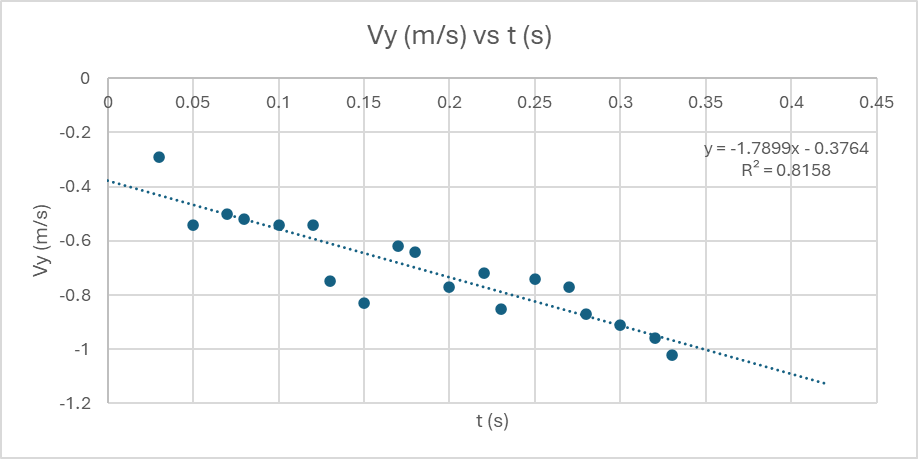 Vy (m/s) vs t (s)
0
0 0.05 0.1 0.15 0.2 0.25 0.3 0.35 0.4 0.45
-0.2
y = -1.7899x - 0.3764
R² = 0.8158
-0.4
-0.6
Vy (m/s)
-0.8
-1
-1.2
t (s)